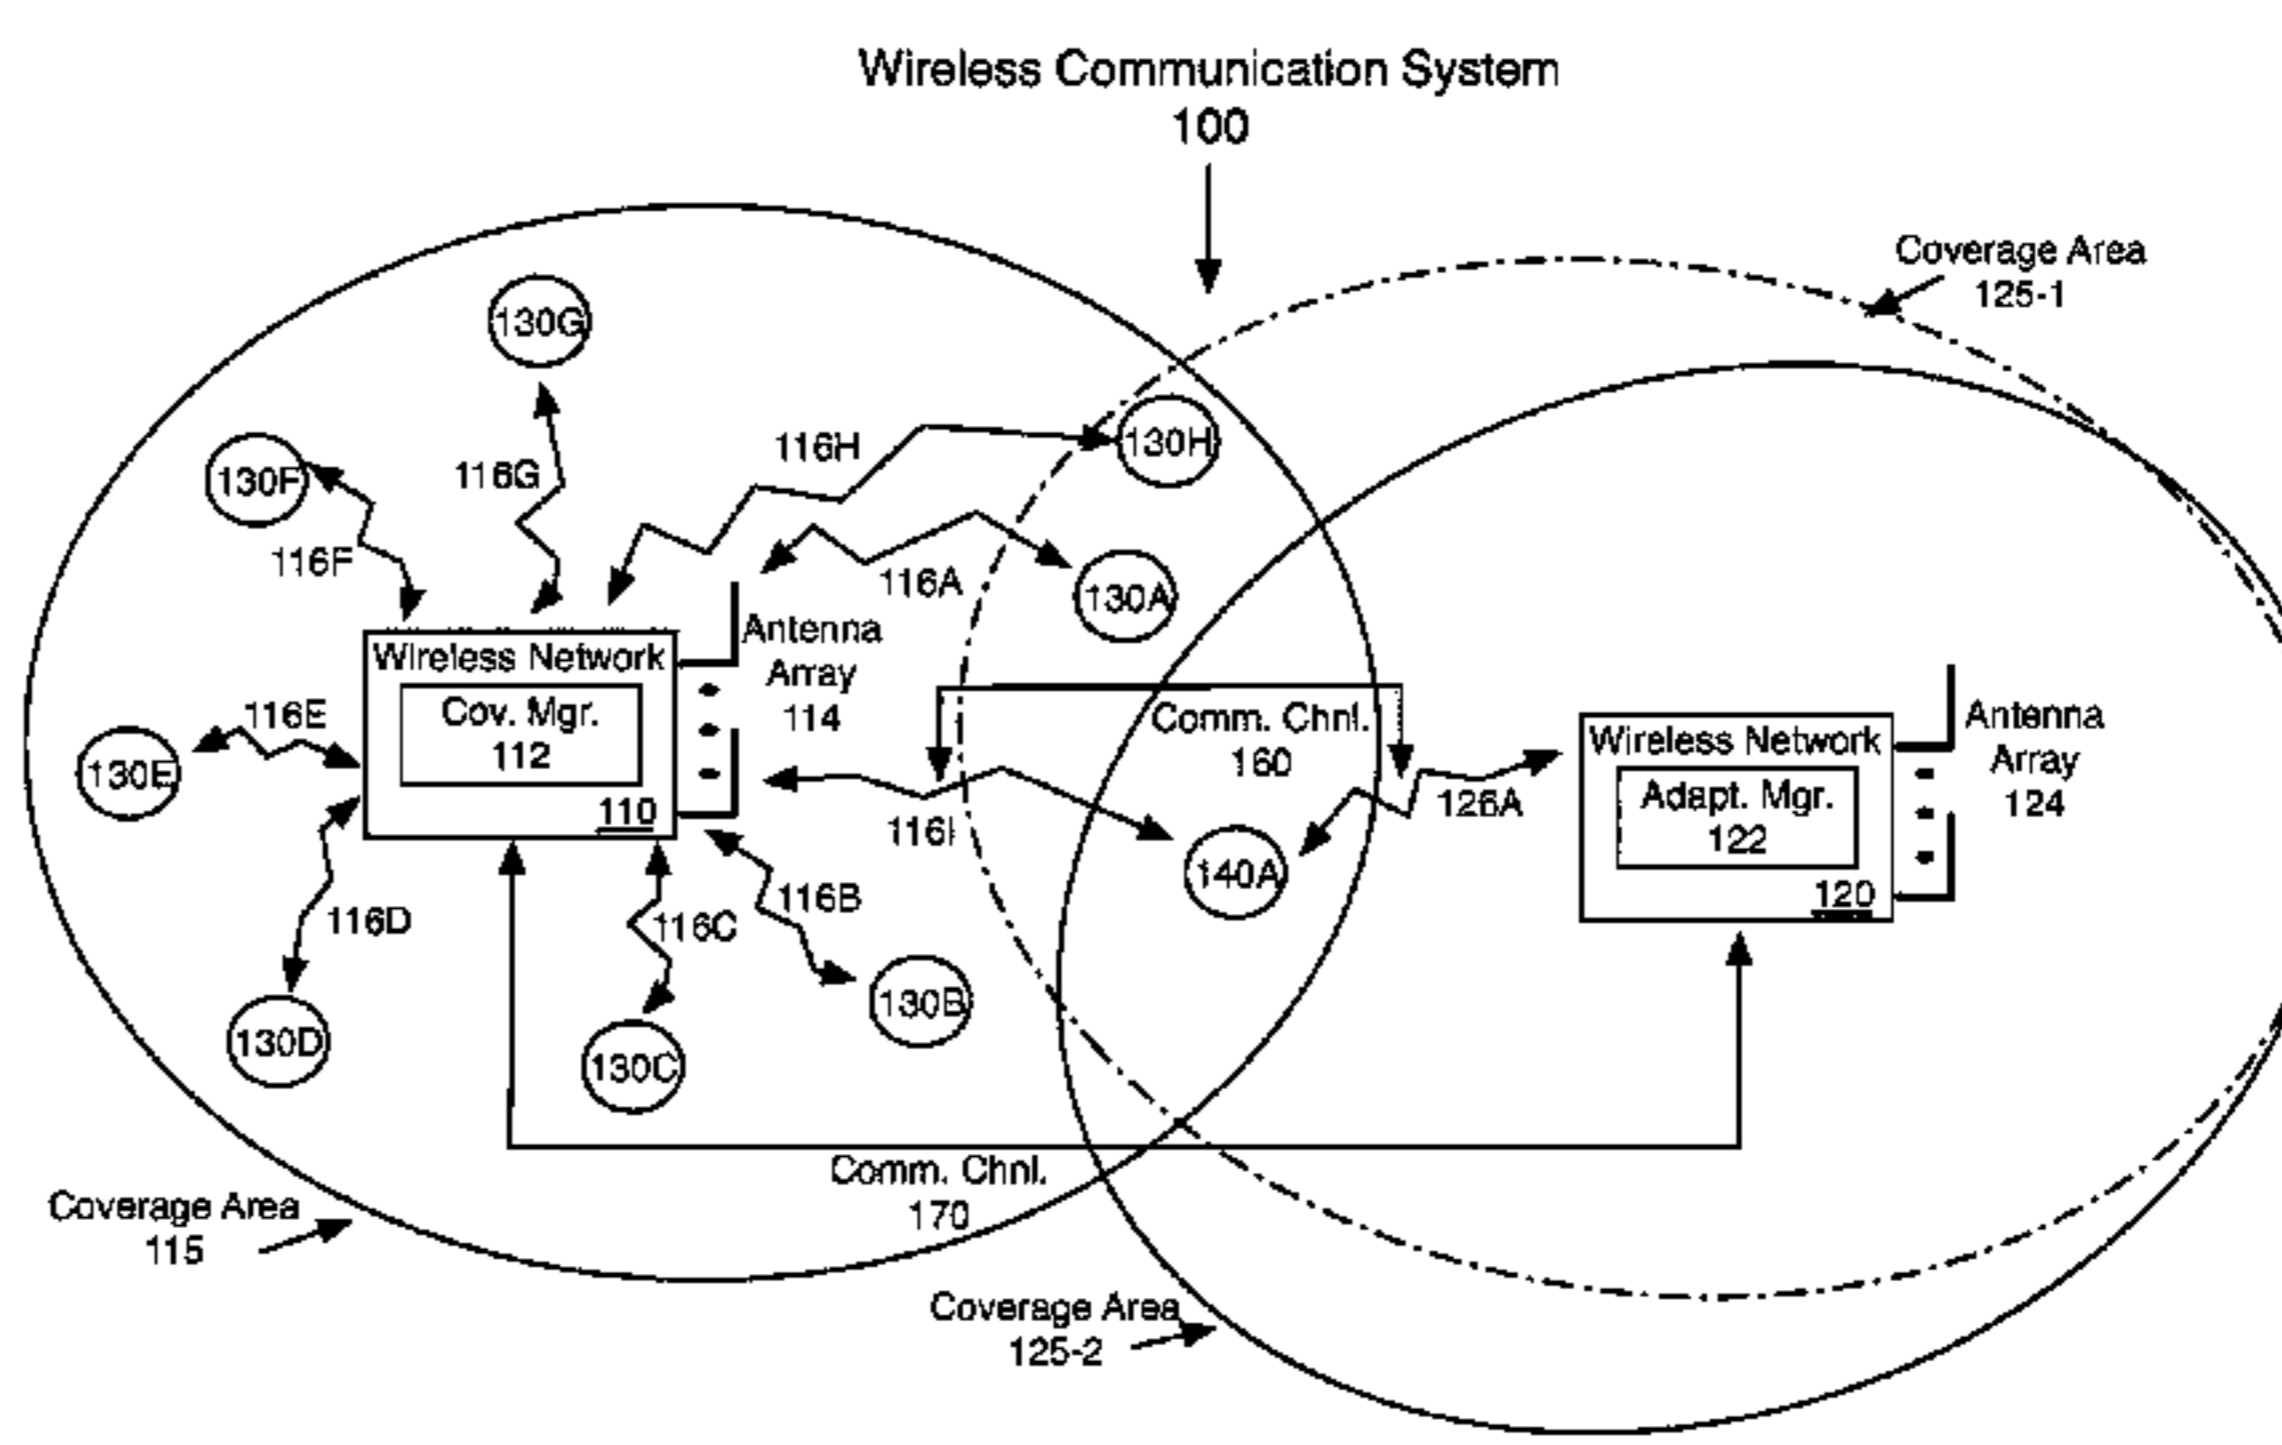 Wireless Communication System
100
Coverage Area
125-1
130G
130H
116H
116G
130F
116F
116A
130A
Antenna
Array
114
Wireless Network
Cov. Mgr.
112
110
116E
130E
Comm. Chnl.
160
116I
126A
140A
Wireless Network
Adapt. Mgr.
122
120
Antenna
Array
124
116D
116C
116B
130B
130D
130C
Comm. Chnl.
170
Coverage Area
115
Coverage Area
125-2